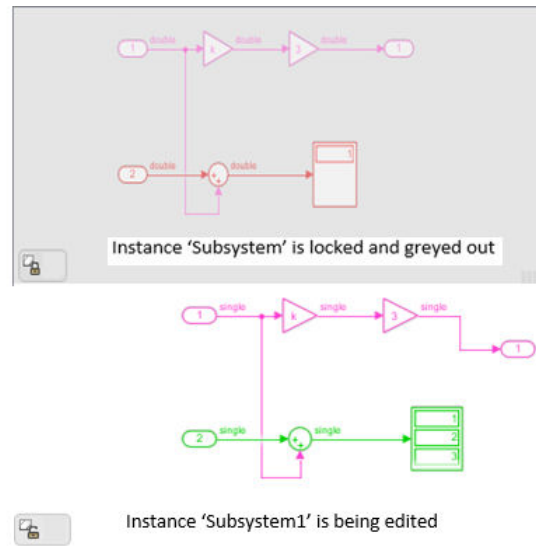 double double double
1 k 3 1
double double
2 1
Instance 'Subsystem' is locked and greyed out
single single single single
1 k 3
1
single single 1
2 2
3
Instance 'Subsystem1' is being edited